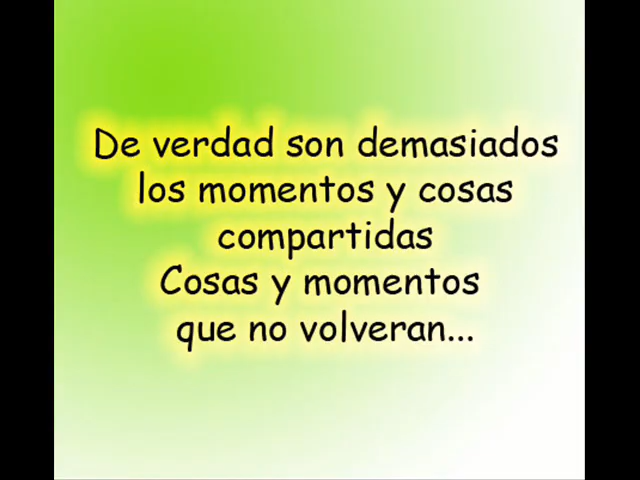 De verdad son demasiados
los momentos y cosas
compartidas
Cosas y momentos
que no volveran...